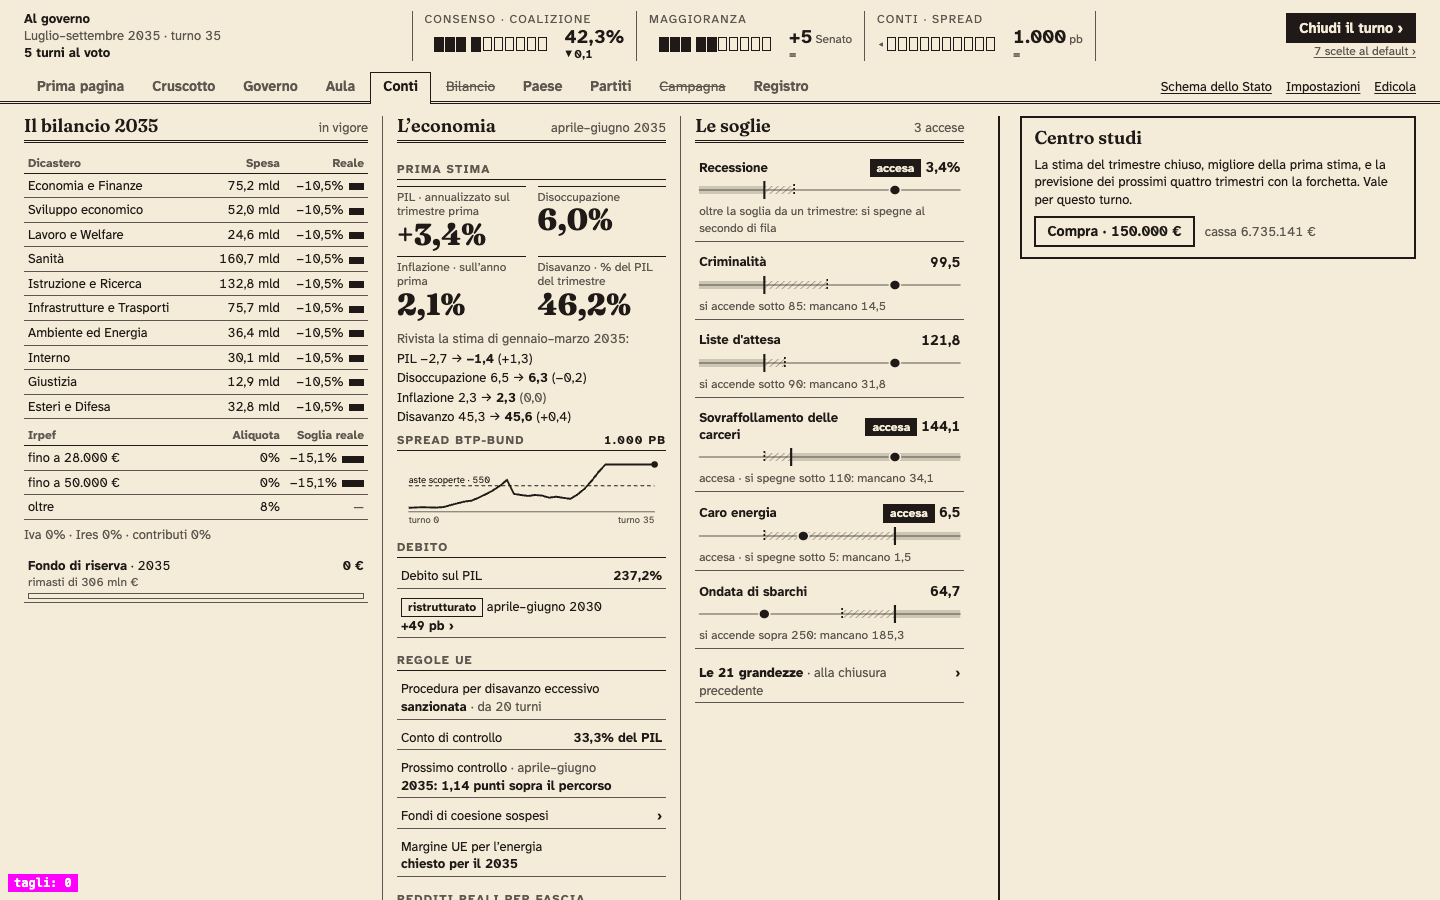 Al governo
Luglio–settembre 2035 · turno 35
5 turni al voto
CONSENSO · COALIZIONE
42,3%
▼0,1
MAGGIORANZA
+5 Senato
=
CONTI · SPREAD
1.000 pb
=
Chiudi il turno ›
7 scelte al default ›
Prima pagina
Cruscotto
Governo
Aula
Conti
Bilancio
Paese
Partiti
Campagna
Registro
Schema dello Stato
Impostazioni
Edicola
Il bilancio 2035 in vigore
Dicastero Spesa Reale
Economia e Finanze 75,2 mld −10,5%
Sviluppo economico 52,0 mld −10,5%
Lavoro e Welfare 24,6 mld −10,5%
Sanità 160,7 mld −10,5%
Istruzione e Ricerca 132,8 mld −10,5%
Infrastrutture e Trasporti 75,7 mld −10,5%
Ambiente ed Energia 36,4 mld −10,5%
Interno 30,1 mld −10,5%
Giustizia 12,9 mld −10,5%
Esteri e Difesa 32,8 mld −10,5%
Irpef Aliquota Soglia reale
fino a 28.000 € 0% −15,1%
fino a 50.000 € 0% −15,1%
oltre 8% —
Iva 0% · Ires 0% · contributi 0%
Fondo di riserva · 2035 0 €
rimasti di 306 mln €
L’economia aprile–giugno 2035
PRIMA STIMA
PIL · annualizzato sul
trimestre prima
+3,4%
Disoccupazione
6,0%
Inflazione · sull’anno
prima
2,1%
Disavanzo · % del PIL
del trimestre
46,2%
Rivista la stima di gennaio–marzo 2035:
PIL −2,7 → −1,4 (+1,3)
Disoccupazione 6,5 → 6,3 (−0,2)
Inflazione 2,3 → 2,3 (0,0)
Disavanzo 45,3 → 45,6 (+0,4)
SPREAD BTP-BUND 1.000 PB
aste scoperte · 550
turno 0 turno 35
DEBITO
Debito sul PIL 237,2%
ristrutturato aprile–giugno 2030
+49 pb ›
REGOLE UE
Procedura per disavanzo eccessivo
sanzionata · da 20 turni
Conto di controllo 33,3% del PIL
Prossimo controllo · aprile–giugno
2035: 1,14 punti sopra il percorso
Fondi di coesione sospesi ›
Margine UE per l’energia
chiesto per il 2035
REDDITI REALI PER FASCIA
Le soglie 3 accese
Recessione accesa 3,4%
oltre la soglia da un trimestre: si spegne al
secondo di fila
Criminalità 99,5
si accende sotto 85: mancano 14,5
Liste d'attesa 121,8
si accende sotto 90: mancano 31,8
Sovraffollamento delle
carceri accesa 144,1
accesa · si spegne sotto 110: mancano 34,1
Caro energia accesa 6,5
accesa · si spegne sotto 5: mancano 1,5
Ondata di sbarchi 64,7
si accende sopra 250: mancano 185,3
Le 21 grandezze · alla chiusura ›
precedente
Centro studi
La stima del trimestre chiuso, migliore della prima stima, e la
previsione dei prossimi quattro trimestri con la forchetta. Vale
per questo turno.
Compra · 150.000 € cassa 6.735.141 €
tagli: 0